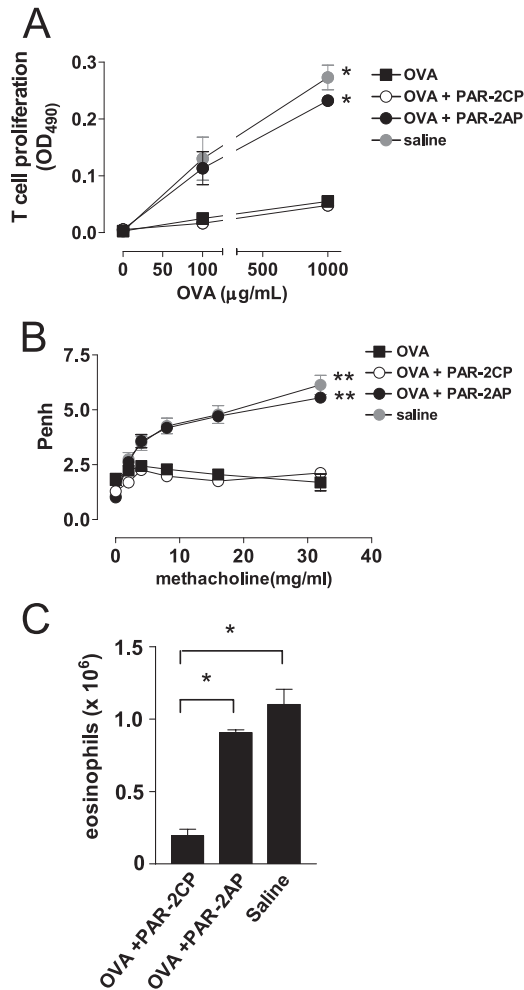 A
T cell proliferation
(OD490)
0.3
0.2
0.1
0.0
0 50 100 500 1000
OVA (μg/mL)
*
*
OVA
OVA + PAR-2CP
OVA + PAR-2AP
saline
B
Penh
7.5
5.0
2.5
0.0
0 10 20 30 40
methacholine(mg/ml)
**
**
OVA
OVA + PAR-2CP
OVA + PAR-2AP
saline
C
eosinophils (x 10⁶)
1.5
1.0
0.5
0
*
*
OVA +PAR-2CP
OVA +PAR-2AP
Saline